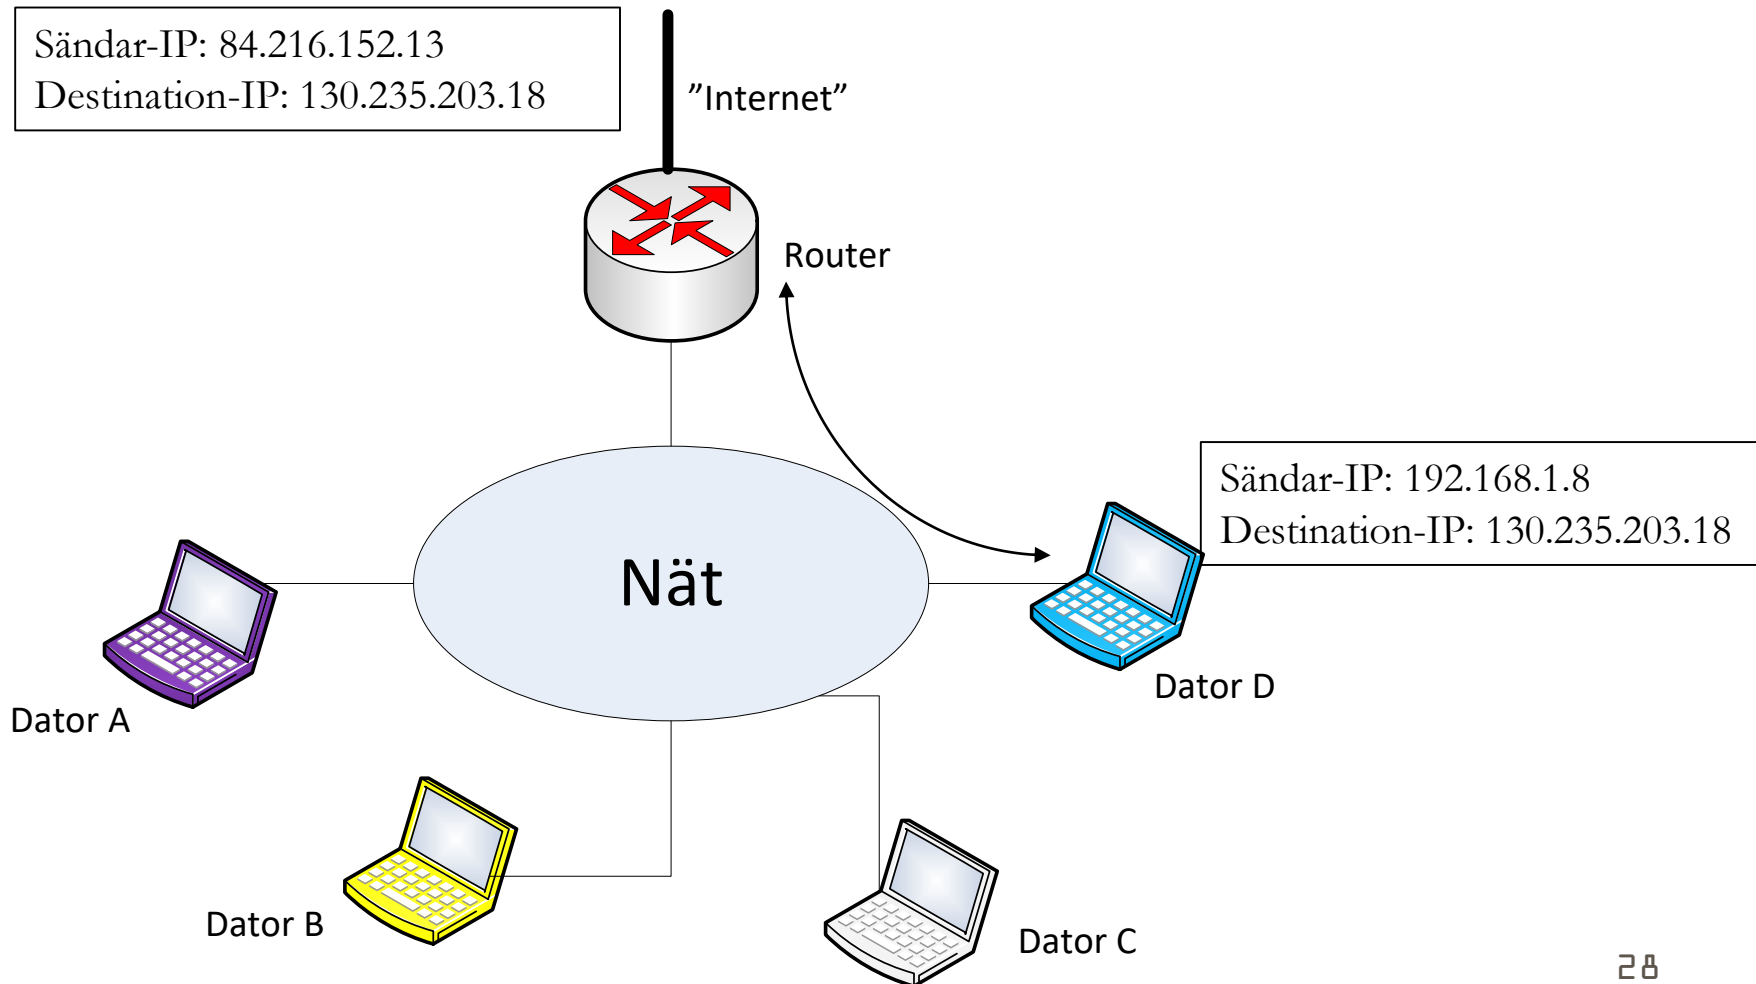 Sändar-IP: 84.216.152.13
Destination-IP: 130.235.203.18
”Internet”
Router
Sändar-IP: 192.168.1.8
Destination-IP: 130.235.203.18
Nät
Dator D
Dator A
Dator B
Dator C
28